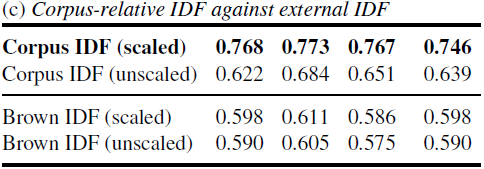 (c) Corpus-relative IDF against external IDF
Corpus IDF (scaled) 0.768 0.773 0.767 0.746
Corpus IDF (unscaled) 0.622 0.684 0.651 0.639
Brown IDF (scaled) 0.598 0.611 0.586 0.598
Brown IDF (unscaled) 0.590 0.605 0.575 0.590